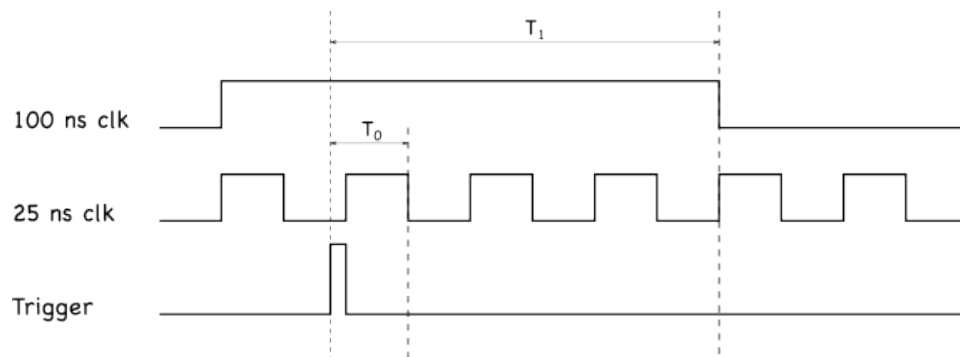 T₁
100 ns clk
T₀
25 ns clk
Trigger